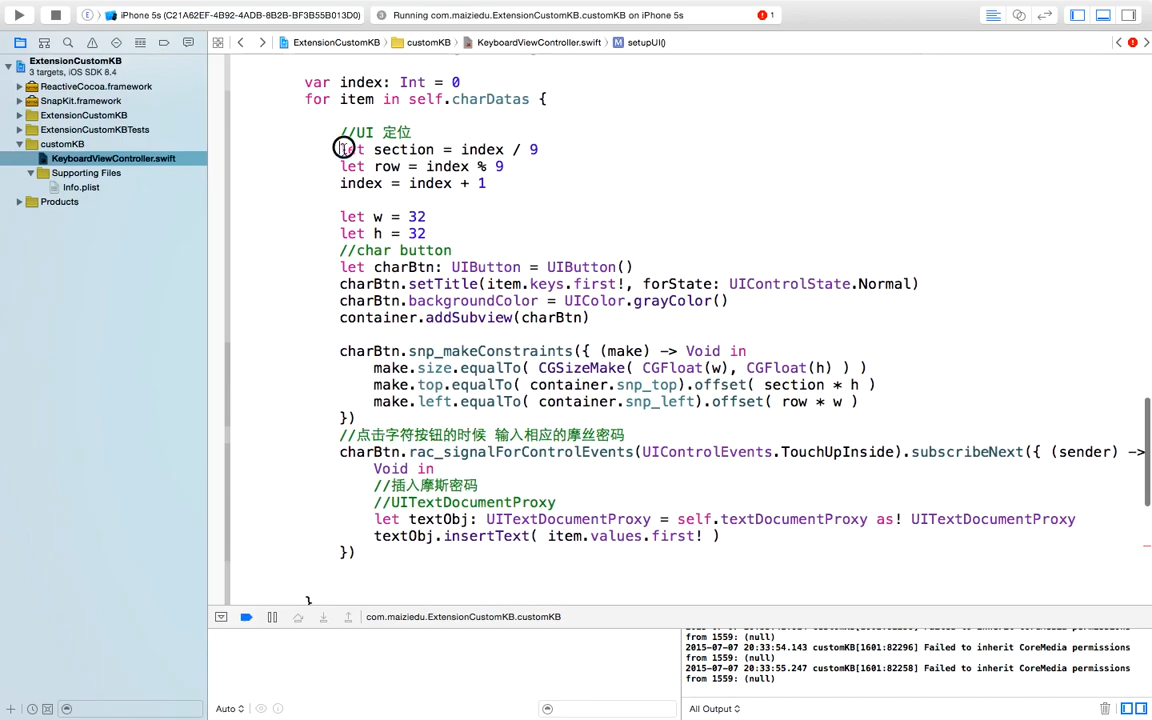 iPhone 5s (C21A62EF-4B92-4ADB-8B2B-BF3B55B013D0)
3 Running com.maiziedu.ExtensionCustomKB.customKB on iPhone 5s
1
ExtensionCustomKB
customKB
KeyboardViewController.swift
M setupUI()
ExtensionCustomKB
3 targets, iOS SDK 8.4
ReactiveCocoa.framework
SnapKit.framework
ExtensionCustomKB
ExtensionCustomKBTests
customKB
KeyboardViewController.swift
Supporting Files
Info.plist
Products
var index: Int = 0
for item in self.charDatas {
//UI 定位
let section = index / 9
let row = index % 9
index = index + 1
let w = 32
let h = 32
//char button
let charBtn: UIButton = UIButton()
charBtn.setTitle(item.keys.first!, forState: UIControlState.Normal)
charBtn.backgroundColor = UIColor.grayColor()
container.addSubview(charBtn)
charBtn.snp_makeConstraints({ (make) -> Void in
make.size.equalTo( CGSizeMake( CGFloat(w), CGFloat(h) ) )
make.top.equalTo( container.snp_top).offset( section * h )
make.left.equalTo( container.snp_left).offset( row * w )
})
//点击字符按钮的时候 输入相应的摩丝密码
charBtn.rac_signalForControlEvents(UIControlEvents.TouchUpInside).subscribeNext({ (sender) ->
Void in
//插入摩斯密码
//UITextDocumentProxy
let textObj: UITextDocumentProxy = self.textDocumentProxy as! UITextDocumentProxy
textObj.insertText( item.values.first! )
})
}
com.maiziedu.ExtensionCustomKB.customKB
from 1559: (null)
2015-07-07 20:33:54.143 customKB[1601:82296] Failed to inherit CoreMedia permissions
from 1559: (null)
2015-07-07 20:33:55.247 customKB[1601:82258] Failed to inherit CoreMedia permissions
from 1559: (null)
Auto
All Output